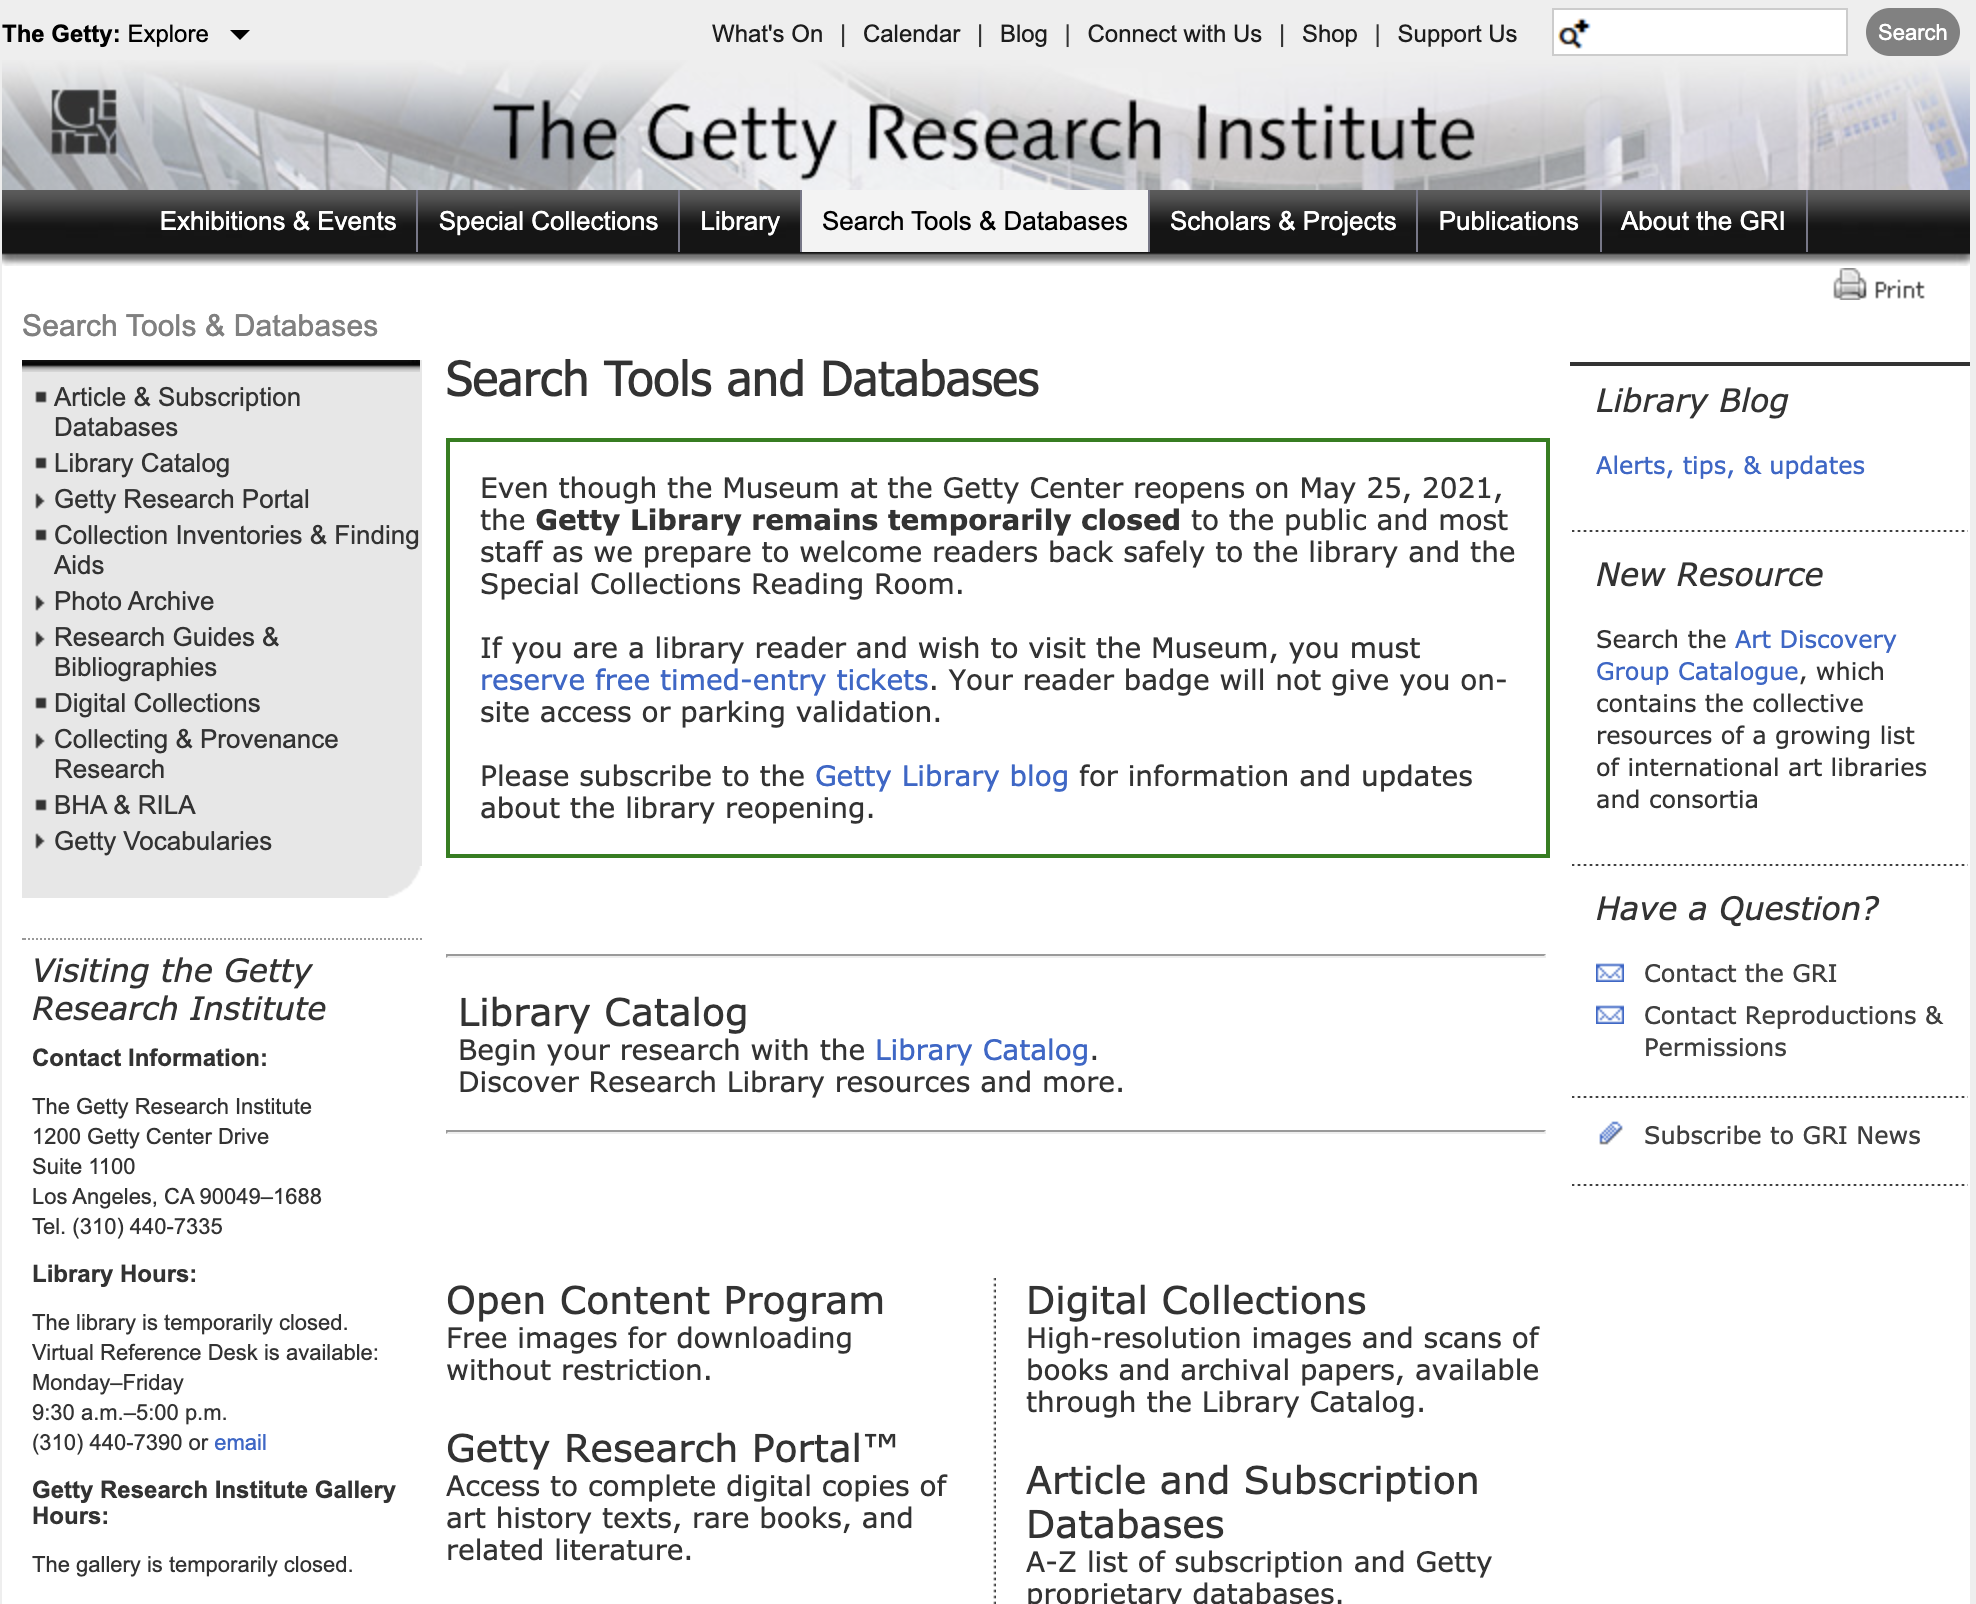 The Getty: Explore
What's On | Calendar | Blog | Connect with Us | Shop | Support Us
Search
GETTY
The Getty Research Institute
Exhibitions & Events
Special Collections
Library
Search Tools & Databases
Scholars & Projects
Publications
About the GRI
Print
Search Tools & Databases
Article & Subscription
Databases
Library Catalog
Getty Research Portal
Collection Inventories & Finding
Aids
Photo Archive
Research Guides &
Bibliographies
Digital Collections
Collecting & Provenance
Research
BHA & RILA
Getty Vocabularies
Visiting the Getty
Research Institute
Contact Information:
The Getty Research Institute
1200 Getty Center Drive
Suite 1100
Los Angeles, CA 90049–1688
Tel. (310) 440-7335
Library Hours:
The library is temporarily closed.
Virtual Reference Desk is available:
Monday–Friday
9:30 a.m.–5:00 p.m.
(310) 440-7390 or email
Getty Research Institute Gallery
Hours:
The gallery is temporarily closed.
Search Tools and Databases
Even though the Museum at the Getty Center reopens on May 25, 2021,
the Getty Library remains temporarily closed to the public and most
staff as we prepare to welcome readers back safely to the library and the
Special Collections Reading Room.
If you are a library reader and wish to visit the Museum, you must
reserve free timed-entry tickets. Your reader badge will not give you on-
site access or parking validation.
Please subscribe to the Getty Library blog for information and updates
about the library reopening.
Library Catalog
Begin your research with the Library Catalog.
Discover Research Library resources and more.
Open Content Program
Free images for downloading
without restriction.
Getty Research Portal™
Access to complete digital copies of
art history texts, rare books, and
related literature.
Digital Collections
High-resolution images and scans of
books and archival papers, available
through the Library Catalog.
Article and Subscription
Databases
A-Z list of subscription and Getty
proprietary databases.
Library Blog
Alerts, tips, & updates
New Resource
Search the Art Discovery
Group Catalogue, which
contains the collective
resources of a growing list
of international art libraries
and consortia
Have a Question?
Contact the GRI
Contact Reproductions &
Permissions
Subscribe to GRI News